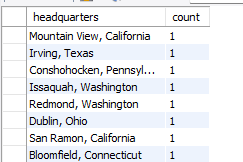 headquarters count
Mountain View, California 1
Irving, Texas 1
Conshohocken, Pennsyl... 1
Issaquah, Washington 1
Redmond, Washington 1
Dublin, Ohio 1
San Ramon, California 1
Bloomfield, Connecticut 1